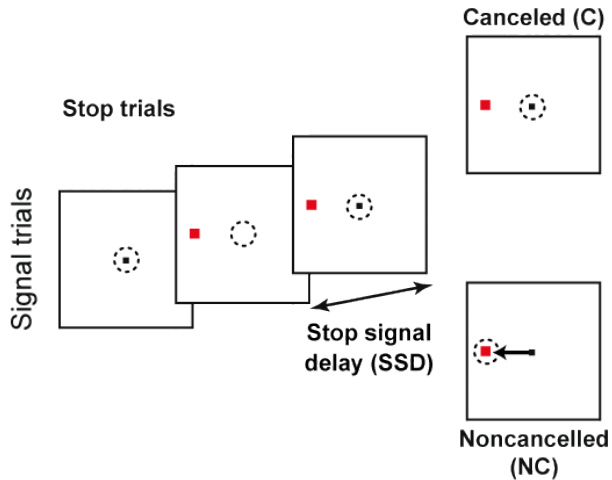 Canceled (C)
Stop trials
Signal trials
Stop signal
delay (SSD)
Noncancelled
(NC)